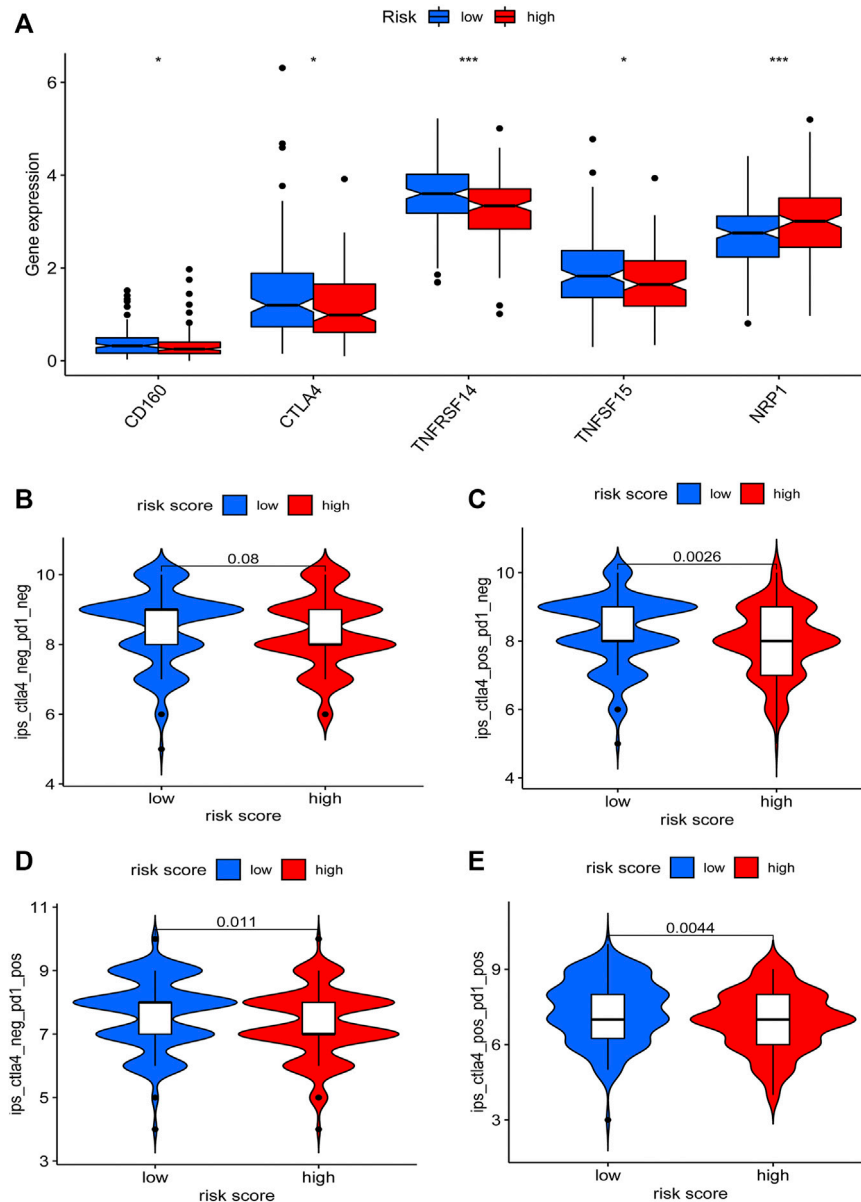 A
Risk low high
* * *** * ***
Gene expression
6
4
2
0
CD160
CTLA4
TNFRSF14
TNFSF15
NRP1
B
risk score low high
ips_ctla4_neg_pd1_neg
10
8
6
4
0.08
low high
risk score
C
risk score low high
ips_ctla4_pos_pd1_neg
10
8
6
4
0.0026
low high
risk score
D
risk score low high
ips_ctla4_neg_pd1_pos
11
9
7
5
3
0.011
low high
risk score
E
risk score low high
ips_ctla4_pos_pd1_pos
9
6
3
0.0044
low high
risk score